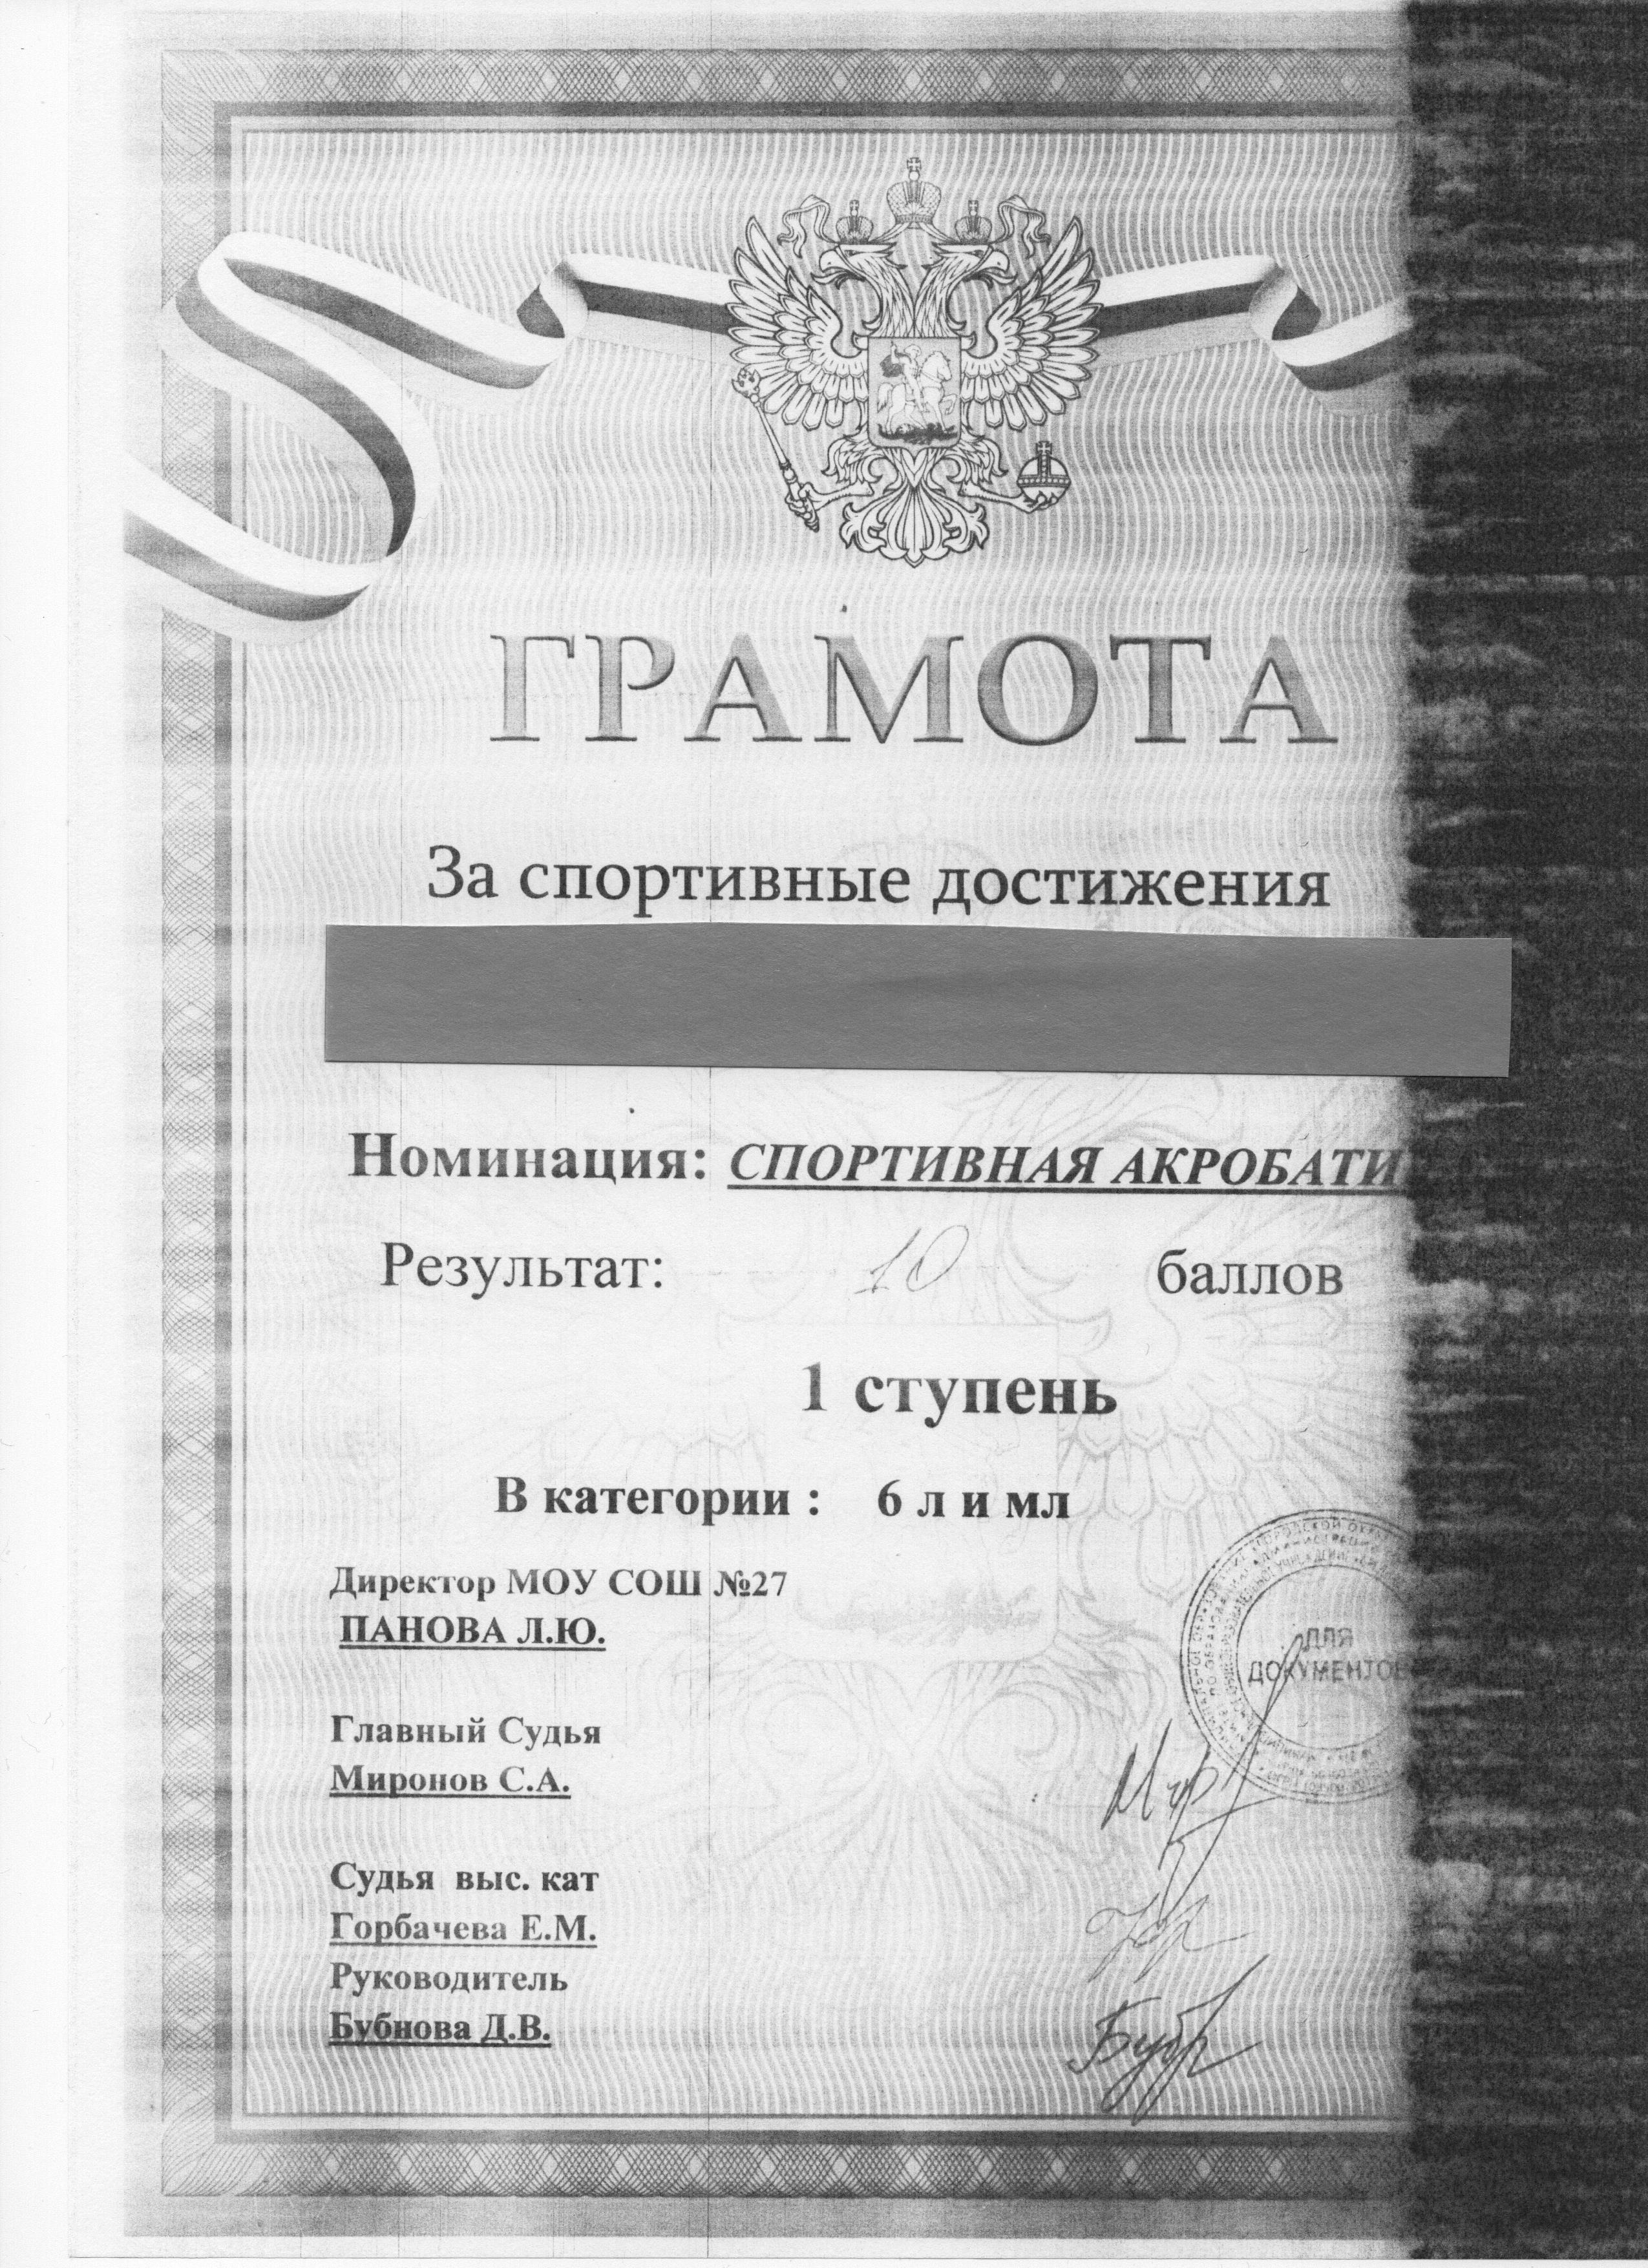 ГРАМОТА
За спортивные достижения
Номинация: СПОРТИВНАЯ АКРОБАТИ
Результат: 10 баллов
1 ступень
В категории : 6 л и мл
Директор МОУ СОШ №27
ПАНОВА Л.Ю.
ДЛЯ
ДОКУМЕНТОВ
Главный Судья
Миронов С.А.
Судья выс. кат
Горбачева Е.М.
Руководитель
Бубнова Д.В.